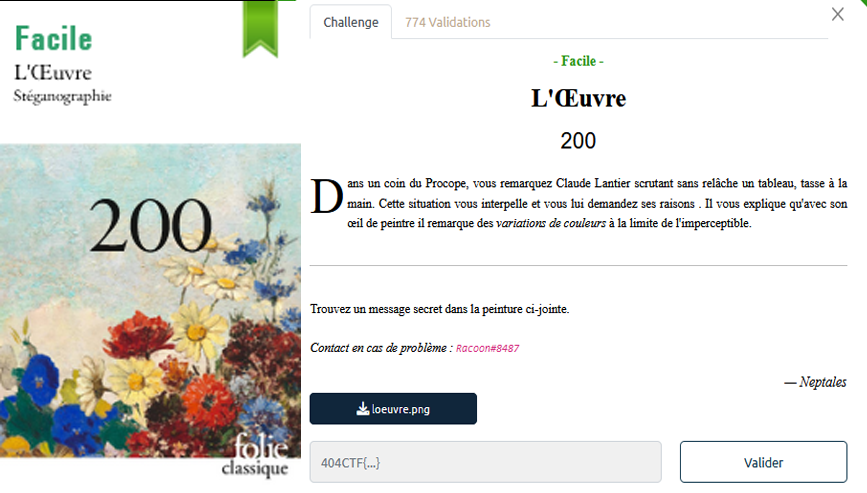 Facile
L'Œuvre
Stéganographie
200
folio
classique
Challenge
774 Validations
- Facile -
L'Œuvre
200
Dans un coin du Procope, vous remarquez Claude Lantier scrutant sans relâche un tableau, tasse à la
main. Cette situation vous interpelle et vous lui demandez ses raisons . Il vous explique qu'avec son
œil de peintre il remarque des variations de couleurs à la limite de l'imperceptible.
Trouvez un message secret dans la peinture ci-jointe.
Contact en cas de problème : Racoon#8487
— Neptales
loeuvre.png
404CTF{...}
Valider